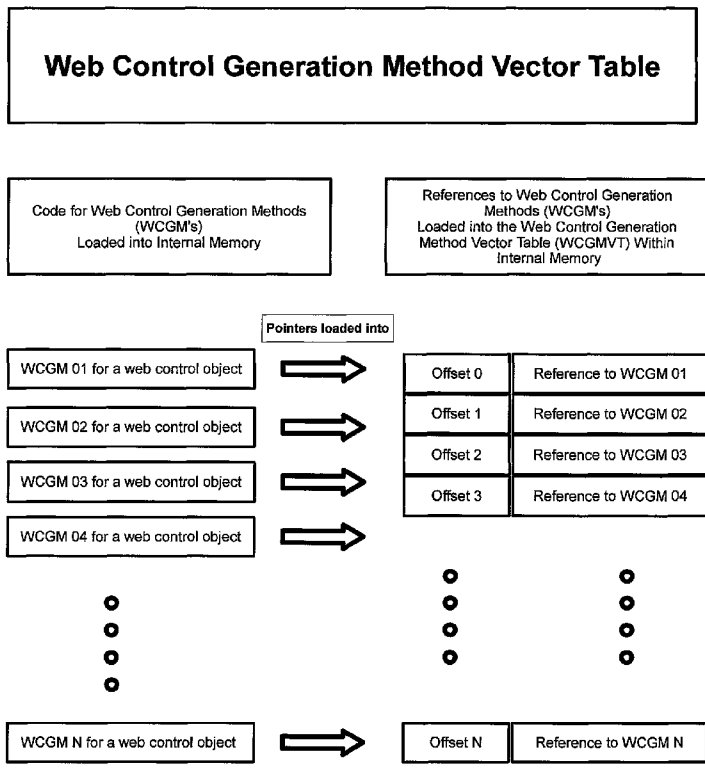 Web Control Generation Method Vector Table
Code for Web Control Generation Methods
(WCGM's)
Loaded into Internal Memory
References to Web Control Generation
Methods (WCGM's)
Loaded into the Web Control Generation
Method Vector Table (WCGMVT) Within
Internal Memory
Pointers loaded into
WCGM 01 for a web control object
Offset 0
Reference to WCGM 01
WCGM 02 for a web control object
Offset 1
Reference to WCGM 02
WCGM 03 for a web control object
Offset 2
Reference to WCGM 03
WCGM 04 for a web control object
Offset 3
Reference to WCGM 04
WCGM N for a web control object
Offset N
Reference to WCGM N